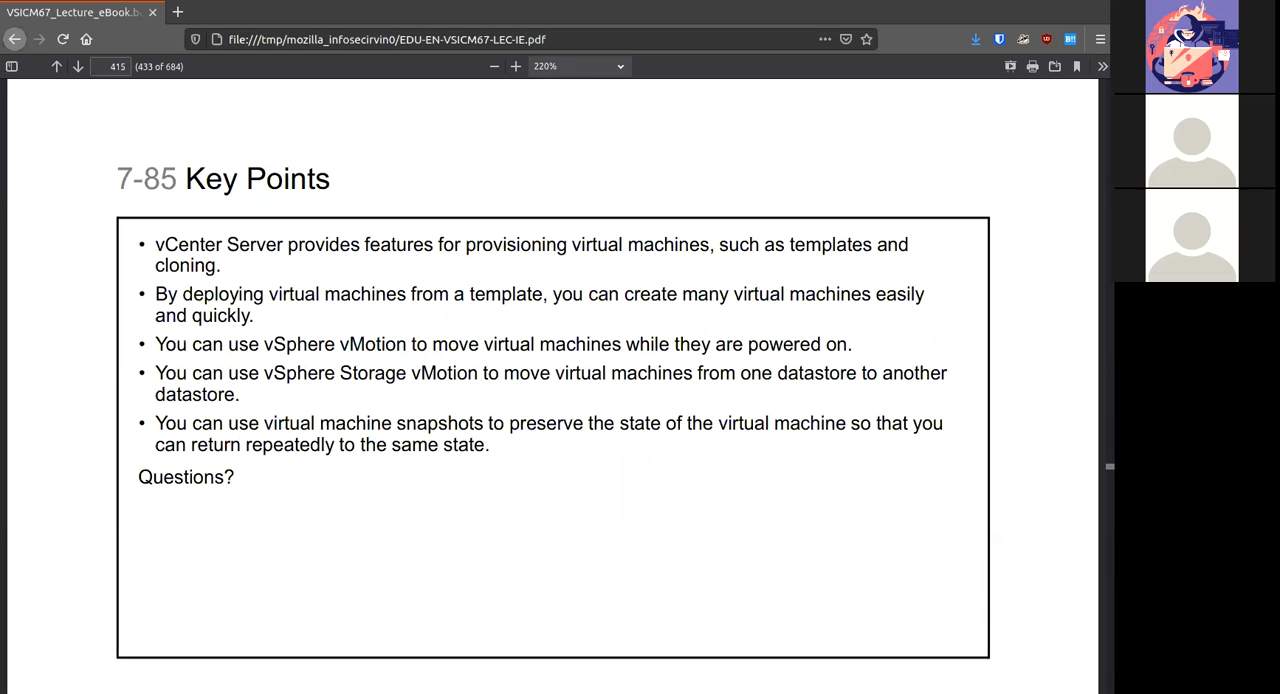 VSICM67_Lecture_eBook.b
file:///tmp/mozilla_infosecirvin0/EDU-EN-VSICM67-LEC-IE.pdf
415 (433 of 684)
220%
7-85 Key Points
• vCenter Server provides features for provisioning virtual machines, such as templates and
cloning.
• By deploying virtual machines from a template, you can create many virtual machines easily
and quickly.
• You can use vSphere vMotion to move virtual machines while they are powered on.
• You can use vSphere Storage vMotion to move virtual machines from one datastore to another
datastore.
• You can use virtual machine snapshots to preserve the state of the virtual machine so that you
can return repeatedly to the same state.
Questions?